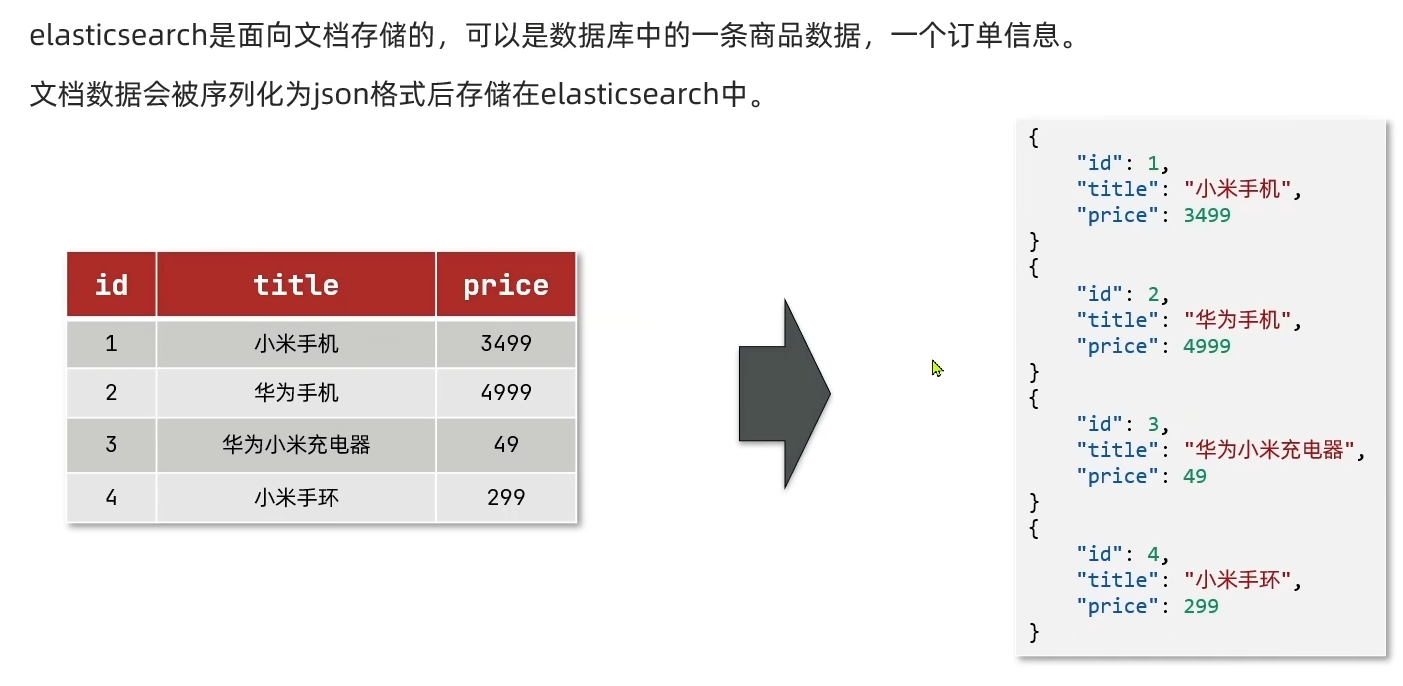 elasticsearch是面向文档存储的，可以是数据库中的一条商品数据，一个订单信息。
文档数据会被序列化为json格式后存储在elasticsearch中。
id title price
1 小米手机 3499
2 华为手机 4999
3 华为小米充电器 49
4 小米手环 299
{
"id": 1,
"title": "小米手机",
"price": 3499
}
{
"id": 2,
"title": "华为手机",
"price": 4999
}
{
"id": 3,
"title": "华为小米充电器",
"price": 49
}
{
"id": 4,
"title": "小米手环",
"price": 299
}